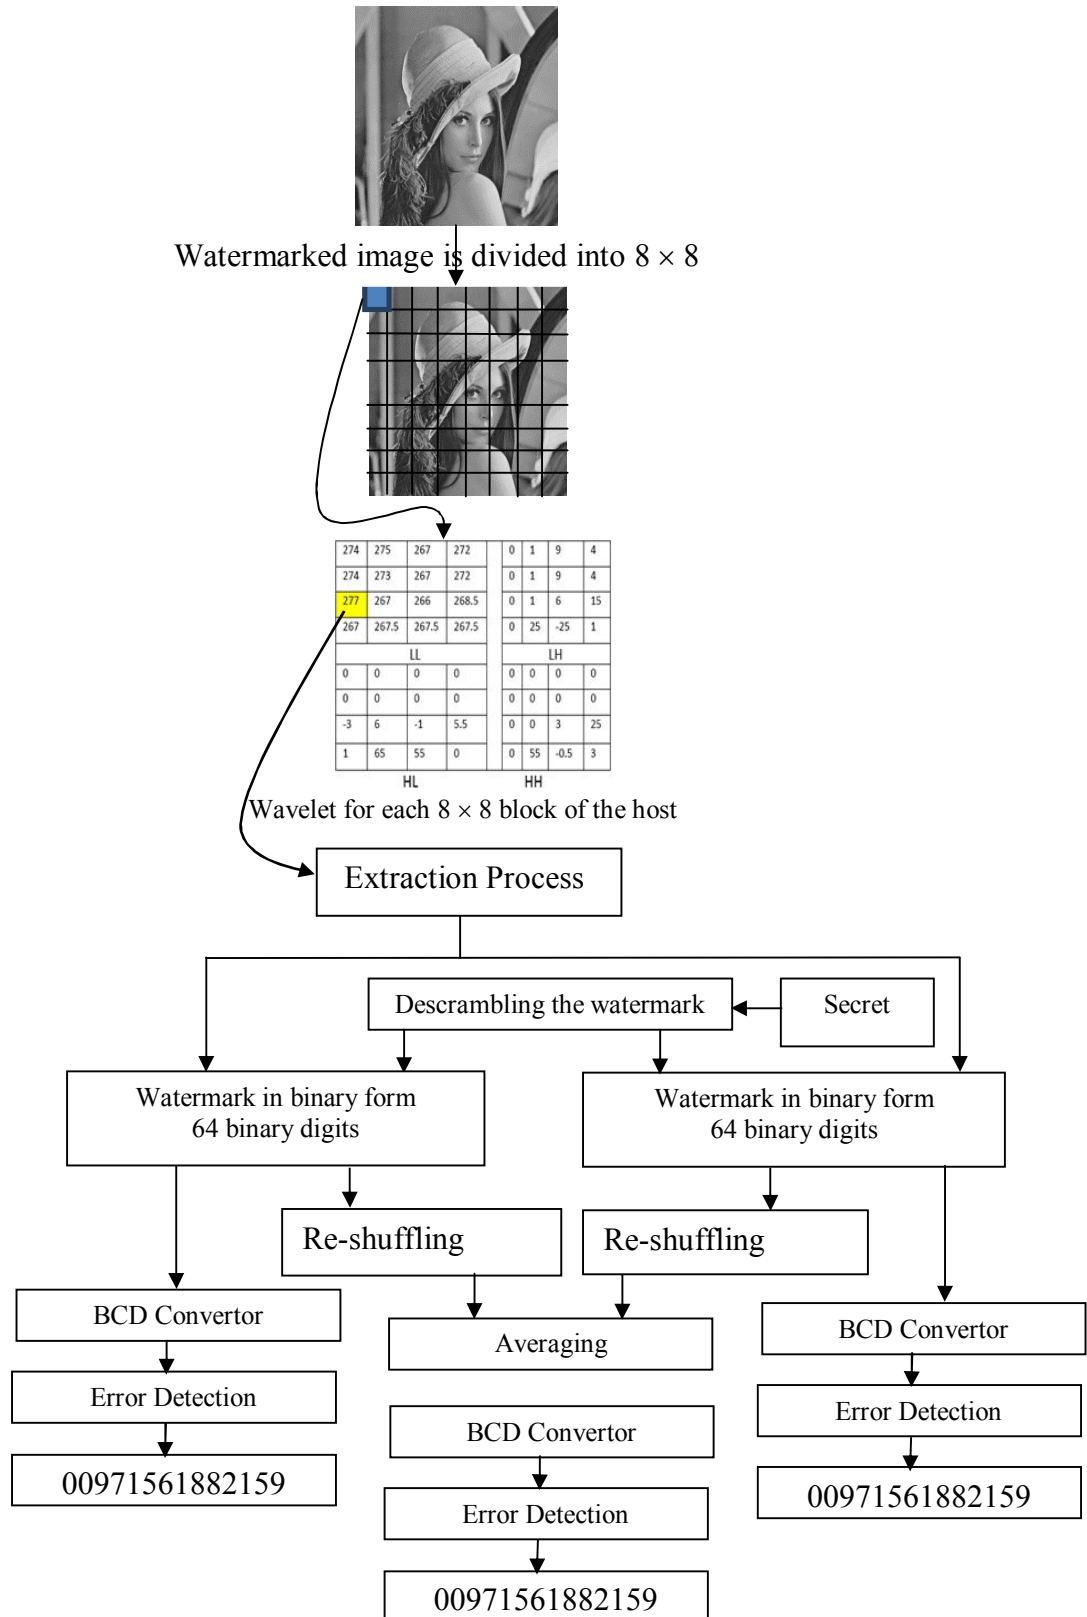 Watermarked image is divided into 8 × 8
274 275 267 272 0 1 9 4
274 273 267 272 0 1 9 4
277 267 266 268.5 0 1 6 15
267 267.5 267.5 267.5 0 25 -25 1
LL LH
0 0 0 0 0 0 0 0
0 0 0 0 0 0 0 0
-3 6 -1 5.5 0 0 3 25
1 65 55 0 0 55 -0.5 3
HL HH
Wavelet for each 8 × 8 block of the host
Extraction Process
Descrambling the watermark
Secret
Watermark in binary form
64 binary digits
Watermark in binary form
64 binary digits
Re-shuffling
Re-shuffling
BCD Convertor
Averaging
BCD Convertor
Error Detection
BCD Convertor
Error Detection
00971561882159
Error Detection
00971561882159
00971561882159